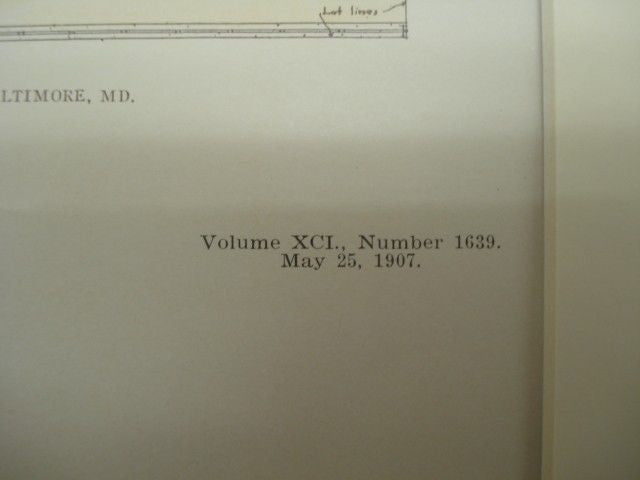 Lot lines
LTIMORE, MD.
Volume XCI., Number 1639.
May 25, 1907.